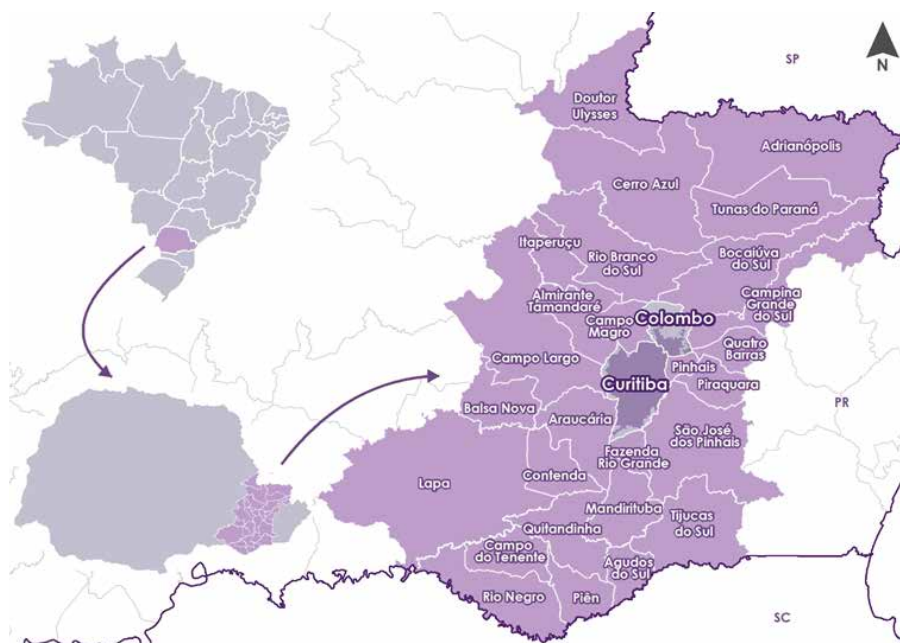 SP
N
Doutor
Ulysses
Adrianópolis
Cerro Azul
Tunas do Paraná
Itaperuçu
Rio Branco
do Sul
Bocaiúva
do Sul
Almirante
Tamandaré
Campina
Grande
do Sul
Colombo
Campo
Magro
Quatro
Barras
Campo Largo
Pinhais
Curitiba
Piraquara
PR
Balsa Nova
Araucária
São José
dos Pinhais
Fazenda
Rio Grande
Lapa
Contenda
Mandirituba
Tijucas
do Sul
Quitandinha
Campo
do Tenente
Agudos
do Sul
Rio Negro
Piên
SC